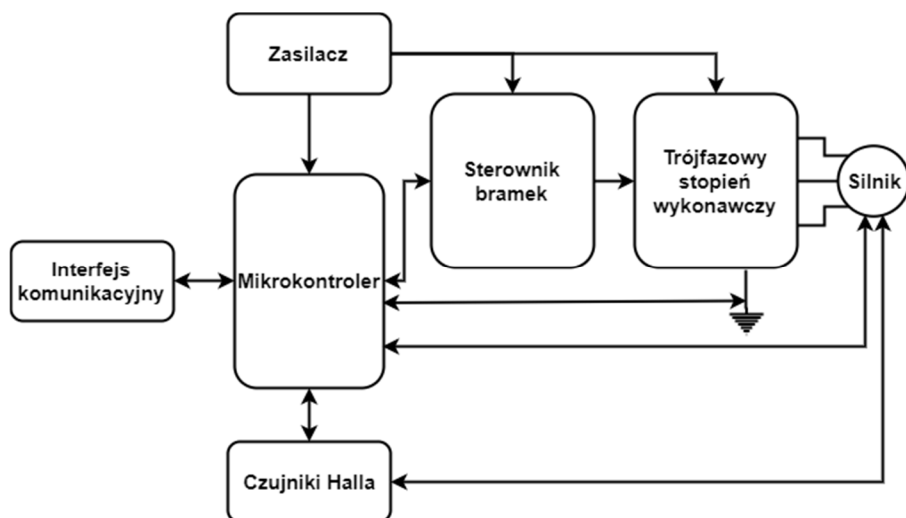 Zasilacz
Sterownik
bramek
Trójfazowy
stopień
wykonawczy
Silnik
Interfejs
komunikacyjny
Mikrokontroler
Czujniki Halla